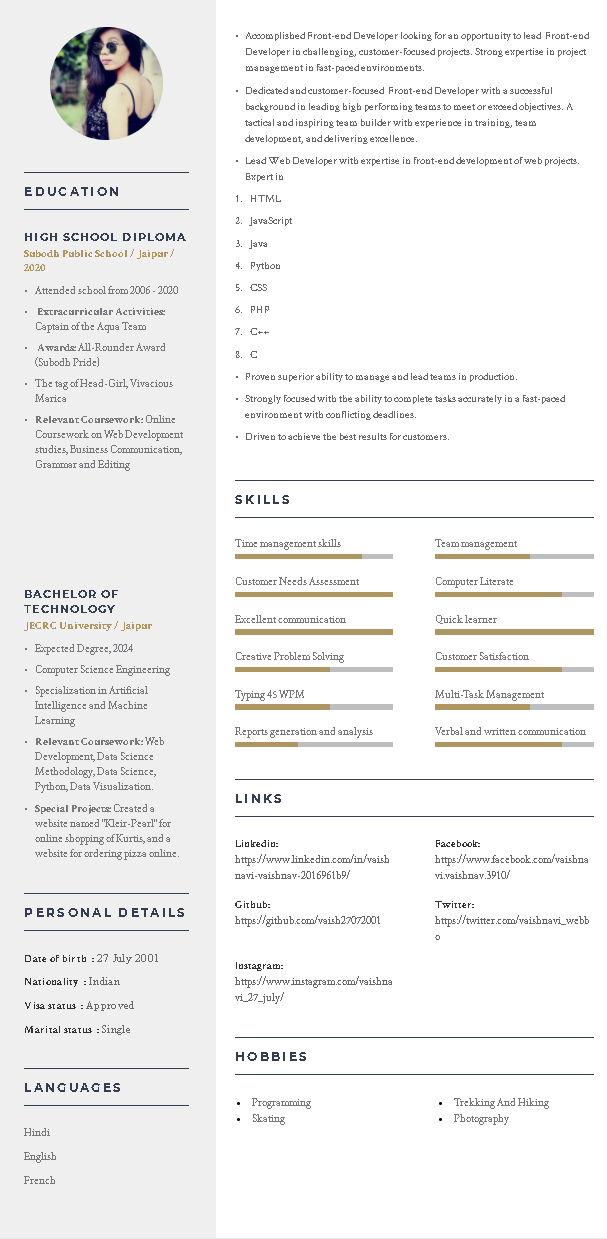 EDUCATION
HIGH SCHOOL DIPLOMA
Subodh Public School / Jaipur /
2020
• Attended school from 2006 - 2020
• Extracurricular Activities:
Captain of the Aqua Team
• Awards: All-Rounder Award
(Subodh Pride)
• The tag of Head-Girl, Vivacious
Marica
• Relevant Coursework: Online
Coursework on Web Development
studies, Business Communication,
Grammar and Editing
BACHELOR OF
TECHNOLOGY
JECRC University / Jaipur
• Expected Degree, 2024
• Computer Science Engineering
• Specialization in Artificial
Intelligence and Machine
Learning
• Relevant Coursework: Web
Development, Data Science
Methodology, Data Science,
Python, Data Visualization.
• Special Projects: Created a
website named "Kleir-Pearl" for
online shopping of Kurtis, and a
website for ordering pizza online.
PERSONAL DETAILS
Date of birth : 27 July 2001
Nationality : Indian
Visa status : Approved
Marital status : Single
LANGUAGES
Hindi
English
French
• Accomplished Front-end Developer looking for an opportunity to lead Front-end
Developer in challenging, customer-focused projects. Strong expertise in project
management in fast-paced environments.
• Dedicated and customer-focused Front-end Developer with a successful
background in leading high performing teams to meet or exceed objectives. A
tactical and inspiring team builder with experience in training, team
development, and delivering excellence.
• Lead Web Developer with expertise in front-end development of web projects.
Expert in
1. HTML
2. JavaScript
3. Java
4. Python
5. CSS
6. PHP
7. C++
8. C
• Proven superior ability to manage and lead teams in production.
• Strongly focused with the ability to complete tasks accurately in a fast-paced
environment with conflicting deadlines.
• Driven to achieve the best results for customers.
SKILLS
Time management skills
Team management
Customer Needs Assessment
Computer Literate
Excellent communication
Quick learner
Creative Problem Solving
Customer Satisfaction
Typing 45 WPM
Multi-Task Management
Reports generation and analysis
Verbal and written communication
LINKS
Linkedin:
https://www.linkedin.com/in/vaish
navi-vaishnav-2016961b9/
Facebook:
https://www.facebook.com/vaishna
vi.vaishnav.3910/
Github:
https://github.com/vaish27072001
Twitter:
https://twitter.com/vaishnavi_webb
o
Instagram:
https://www.instagram.com/vaishna
vi_27_july/
HOBBIES
• Programming
• Skating
• Trekking And Hiking
• Photography